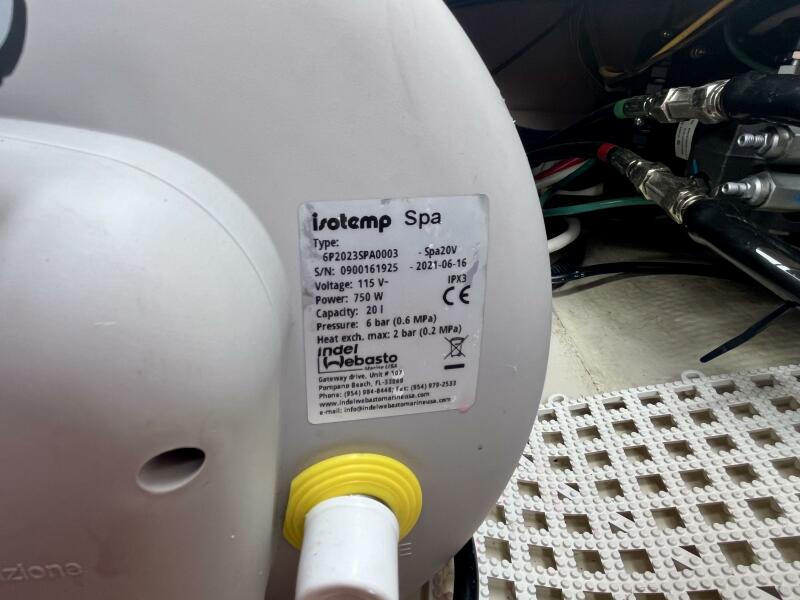 isotemp Spa
Type:
6P2023SPA0003 - Spa20V
S/N: 0900161925 - 2021-06-16
Voltage: 115 V~ IPX3
Power: 750 W CE
Capacity: 20 l
Pressure: 6 bar (0.6 MPa)
Heat exch. max: 2 bar (0.2 MPa)
indel
Webasto
Marine USA
Gateway drive, Unit # 107
Pompano Beach, FL-33069
Phone: (954) 984-8448; Fax: (954) 979-2533
www.indelwebastomarineusa.com
e-mail: info@indelwebastomarineusa.com